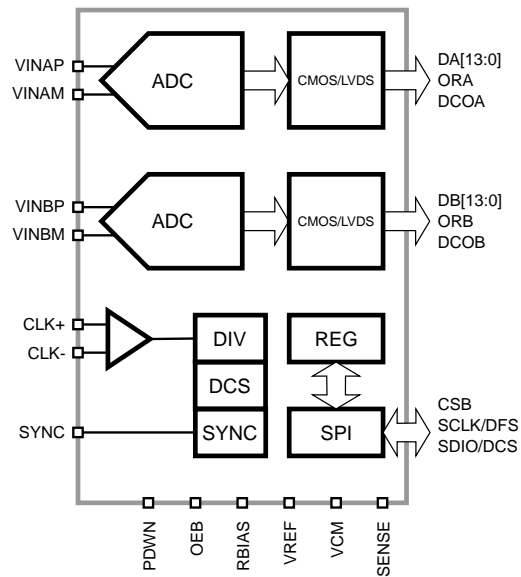 VINAP
VINAM
ADC
CMOS/LVDS
DA[13:0]
ORA
DCOA
VINBP
VINBM
ADC
CMOS/LVDS
DB[13:0]
ORB
DCOB
CLK+
CLK-
DIV
REG
DCS
SYNC
SYNC
SPI
CSB
SCLK/DFS
SDIO/DCS
PDWN
OEB
RBIAS
VREF
VCM
SENSE